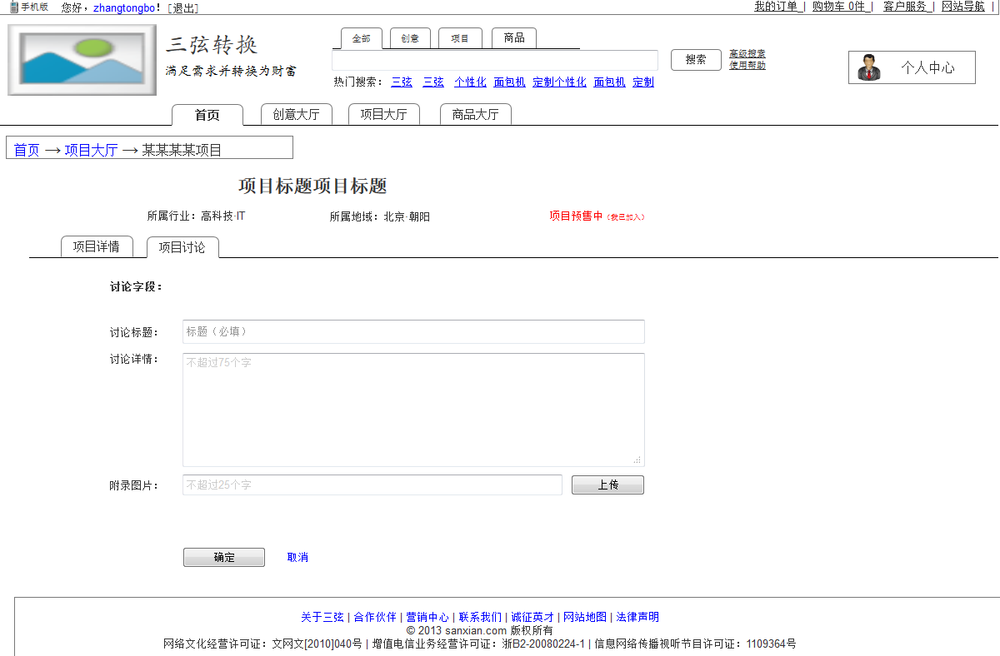 手机版 您好，zhangtongbo！[退出] 我的订单 | 购物车 0件 | 客户服务 | 网站导航 |
三弦转换
满足需求并转换为财富
全部 创意 项目 商品
搜索 高级搜索
使用帮助
个人中心
热门搜索： 三弦 三弦 个性化 面包机 定制个性化 面包机 定制
首页 创意大厅 项目大厅 商品大厅
首页 → 项目大厅 → 某某某某项目
项目标题项目标题
所属行业：高科技·IT 所属地域：北京·朝阳 项目预售中（我已加入）
项目详情 项目讨论
讨论字段：
讨论标题： 标题（必填）
讨论详情： 不超过75个字
附录图片： 不超过25个字 上传
确定 取消
关于三弦 | 合作伙伴 | 营销中心 | 联系我们 | 诚征英才 | 网站地图 | 法律声明
© 2013 sanxian.com 版权所有
网络文化经营许可证：文网文[2010]040号 | 增值电信业务经营许可证：浙B2-20080224-1 | 信息网络传播视听节目许可证：1109364号